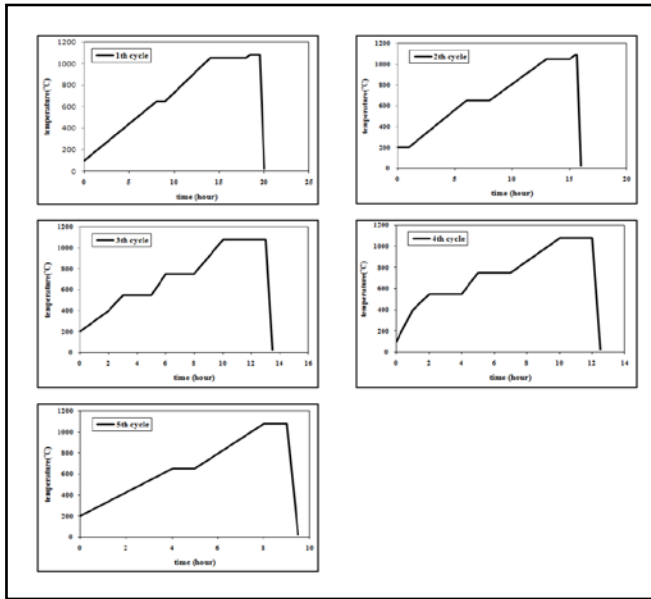 1th cycle
temperature(℃)
1200
1000
800
600
400
200
0
0 5 10 15 20 25
time (hour)
2th cycle
temperature(℃)
1200
1000
800
600
400
200
0
0 5 10 15 20
time (hour)
3th cycle
temperature(℃)
1200
1000
800
600
400
200
0
0 2 4 6 8 10 12 14 16
time (hour)
4th cycle
temperature(℃)
1200
1000
800
600
400
200
0
0 2 4 6 8 10 12 14
time (hour)
5th cycle
temperature(℃)
1200
1000
800
600
400
200
0
0 2 4 6 8 10
time (hour)